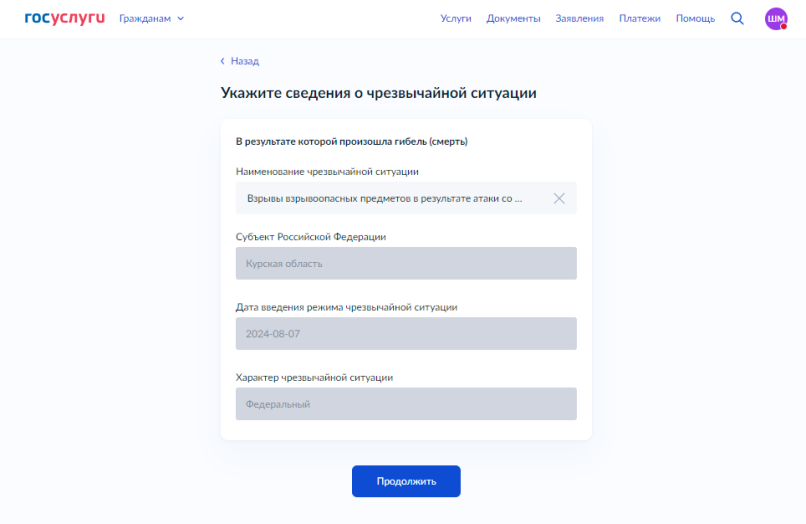 госуслуги Гражданам Услуги Документы Заявления Платежи Помощь ШМ
Назад
Укажите сведения о чрезвычайной ситуации
В результате которой произошла гибель (смерть)
Наименование чрезвычайной ситуации
Взрывы взрывоопасных предметов в результате атаки со ...
Субъект Российской Федерации
Курская область
Дата введения режима чрезвычайной ситуации
2024-08-07
Характер чрезвычайной ситуации
Федеральный
Продолжить